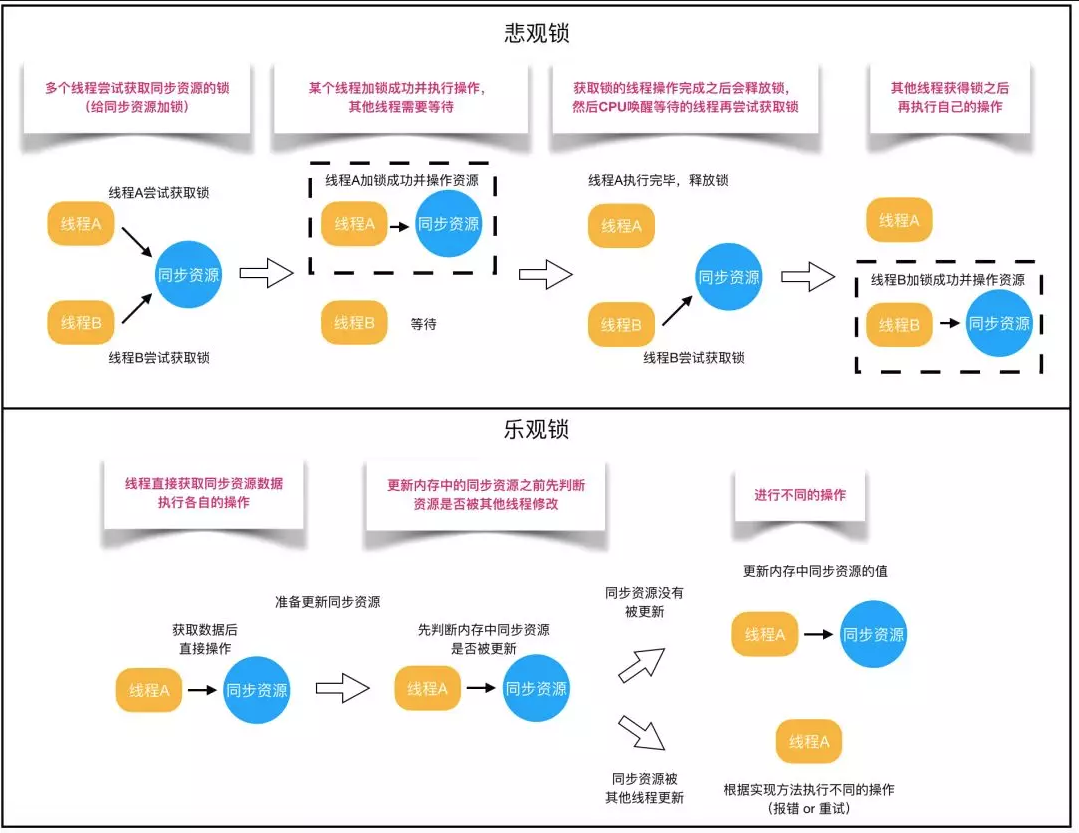 悲观锁
多个线程尝试获取同步资源的锁
（给同步资源加锁）
某个线程加锁成功并执行操作,
其他线程需要等待
获取锁的线程操作完成之后会释放锁,
然后CPU唤醒等待的线程再尝试获取锁
其他线程获得锁之后
再执行自己的操作
线程A尝试获取锁
线程A
同步资源
线程B
线程B尝试获取锁
线程A加锁成功并操作资源
线程A
同步资源
线程B
等待
线程A执行完毕，释放锁
线程A
同步资源
线程B
线程B尝试获取锁
线程A
线程B加锁成功并操作资源
线程B
同步资源
乐观锁
线程直接获取同步资源数据
执行各自的操作
更新内存中的同步资源之前先判断
资源是否被其他线程修改
进行不同的操作
获取数据后
直接操作
线程A
同步资源
准备更新同步资源
先判断内存中同步资源
是否被更新
线程A
同步资源
同步资源没有
被更新
更新内存中同步资源的值
线程A
同步资源
同步资源被
其他线程更新
线程A
根据实现方法执行不同的操作
（报错 or 重试）